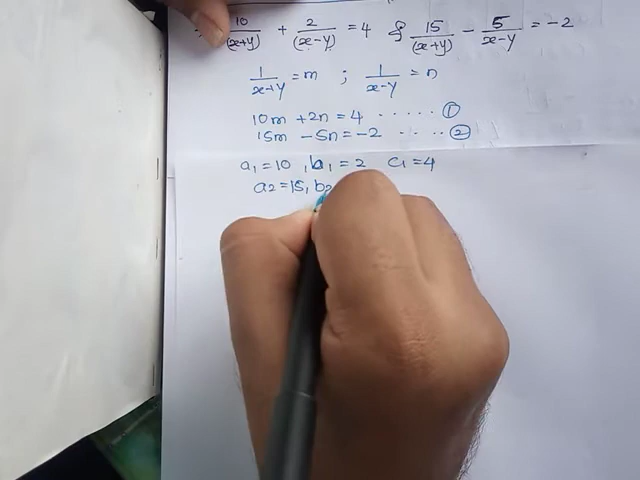 10/(x+y) + 2/(x-y) = 4 & 15/(x+y) - 5/x-y = -2
1/x+y = m ; 1/x-y = n
10m + 2n = 4 ...... ①
15m - 5n = -2 ..... ②
a1 = 10, b1 = 2 c1 = 4
a2 = 15, b2